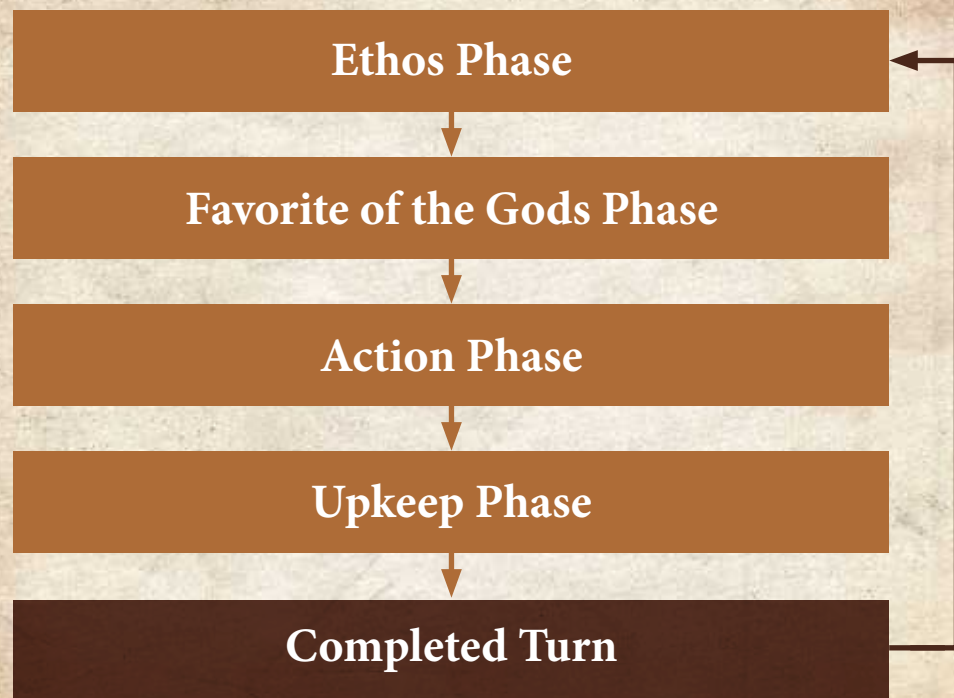 Ethos Phase
Favorite of the Gods Phase
Action Phase
Upkeep Phase
Completed Turn